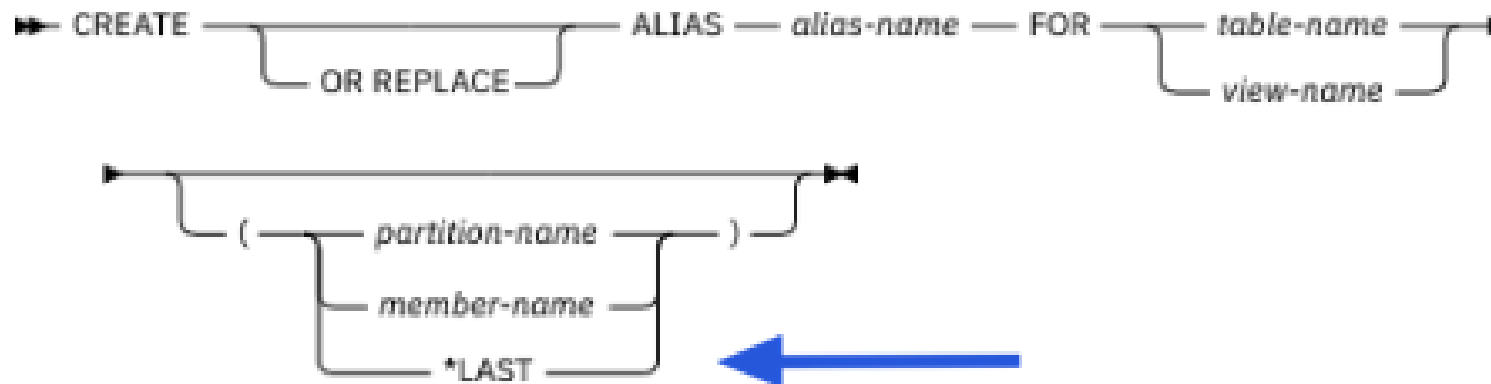 CREATE ALIAS alias-name FOR table-name
OR REPLACE view-name
( partition-name )
member-name
*LAST